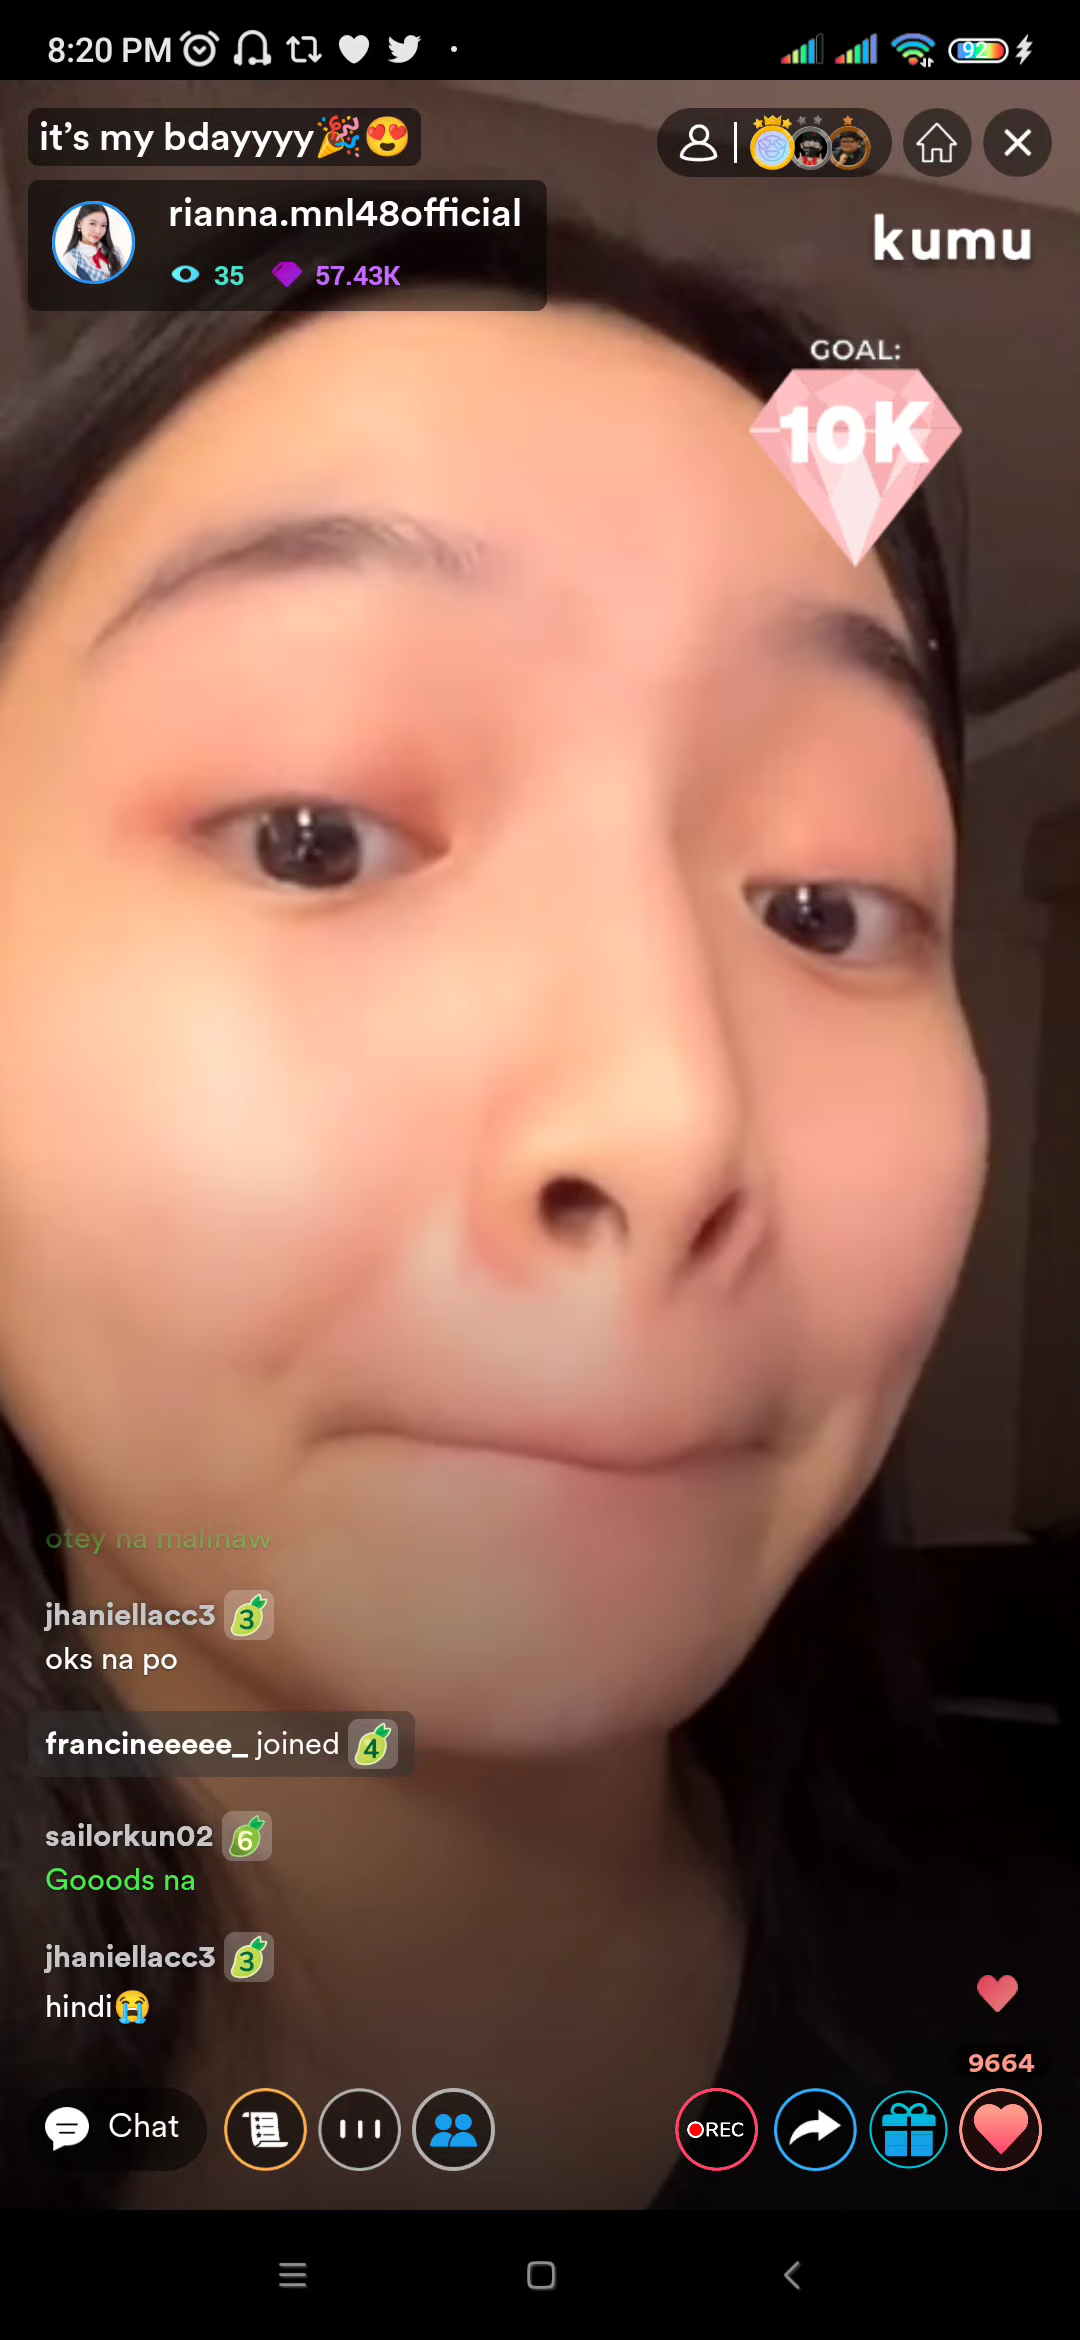 8:20 PM
92
it's my bdayyyy🎉😍
rianna.mnl48official
35 57.43K
kumu
GOAL:
10K
otey na malinaw
jhaniellacc3 3
oks na po
francineeeee_ joined 4
sailorkun02 6
Gooods na
jhaniellacc3 3
hindi😭
9664
Chat
REC